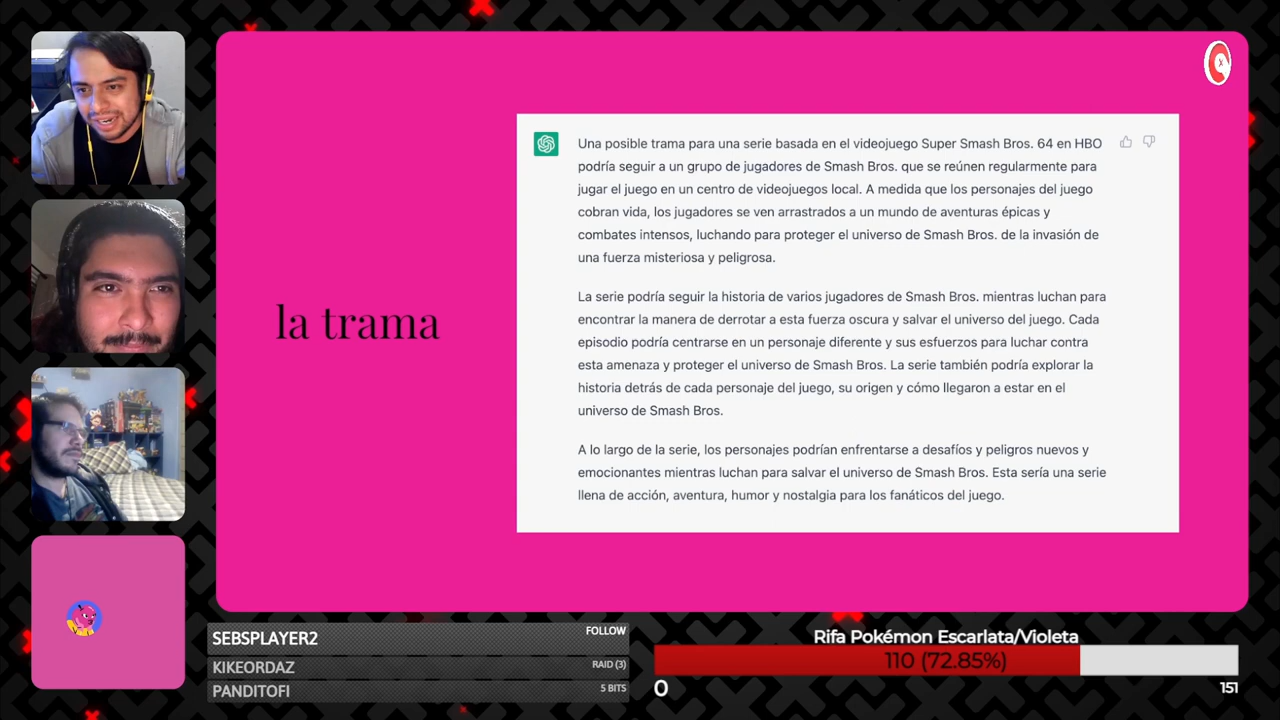 la trama
Una posible trama para una serie basada en el videojuego Super Smash Bros. 64 en HBO
podría seguir a un grupo de jugadores de Smash Bros. que se reúnen regularmente para
jugar el juego en un centro de videojuegos local. A medida que los personajes del juego
cobran vida, los jugadores se ven arrastrados a un mundo de aventuras épicas y
combates intensos, luchando para proteger el universo de Smash Bros. de la invasión de
una fuerza misteriosa y peligrosa.
La serie podría seguir la historia de varios jugadores de Smash Bros. mientras luchan para
encontrar la manera de derrotar a esta fuerza oscura y salvar el universo del juego. Cada
episodio podría centrarse en un personaje diferente y sus esfuerzos para luchar contra
esta amenaza y proteger el universo de Smash Bros. La serie también podría explorar la
historia detrás de cada personaje del juego, su origen y cómo llegaron a estar en el
universo de Smash Bros.
A lo largo de la serie, los personajes podrían enfrentarse a desafíos y peligros nuevos y
emocionantes mientras luchan para salvar el universo de Smash Bros. Esta sería una serie
llena de acción, aventura, humor y nostalgia para los fanáticos del juego.
SEBSPLAYER2 FOLLOW
KIKEORDAZ RAID (3)
PANDITOFI 5 BITS
Rifa Pokémon Escarlata/Violeta
110 (72.85%)
0 151